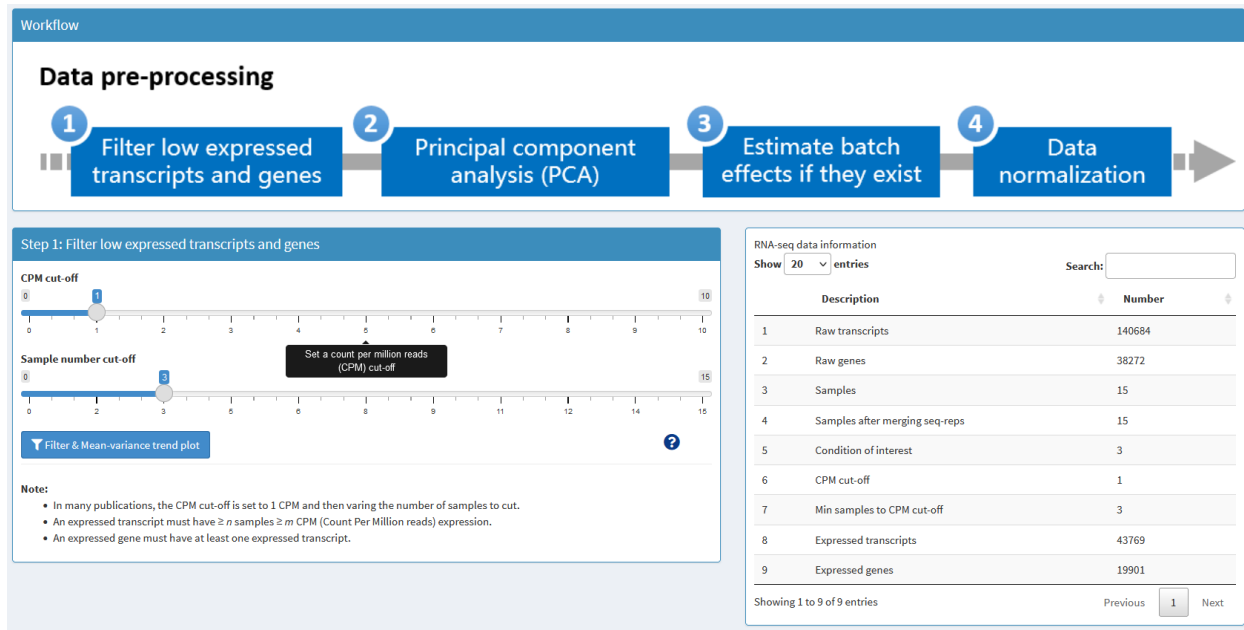 Workflow
Data pre-processing
1
Filter low expressed
transcripts and genes
2
Principal component
analysis (PCA)
3
Estimate batch
effects if they exist
4
Data
normalization
Step 1: Filter low expressed transcripts and genes
CPM cut-off
0 1 10
0 1 2 3 4 5 6 7 8 9 10
Set a count per million reads
(CPM) cut-off
Sample number cut-off
0 3 15
0 2 3 5 6 8 9 11 12 14 15
Filter & Mean-variance trend plot
?
Note:
• In many publications, the CPM cut-off is set to 1 CPM and then varing the number of samples to cut.
• An expressed transcript must have ≥ n samples ≥ m CPM (Count Per Million reads) expression.
• An expressed gene must have at least one expressed transcript.
RNA-seq data information
Show 20 entries Search:
Description Number
1 Raw transcripts 140684
2 Raw genes 38272
3 Samples 15
4 Samples after merging seq-reps 15
5 Condition of interest 3
6 CPM cut-off 1
7 Min samples to CPM cut-off 3
8 Expressed transcripts 43769
9 Expressed genes 19901
Showing 1 to 9 of 9 entries Previous 1 Next